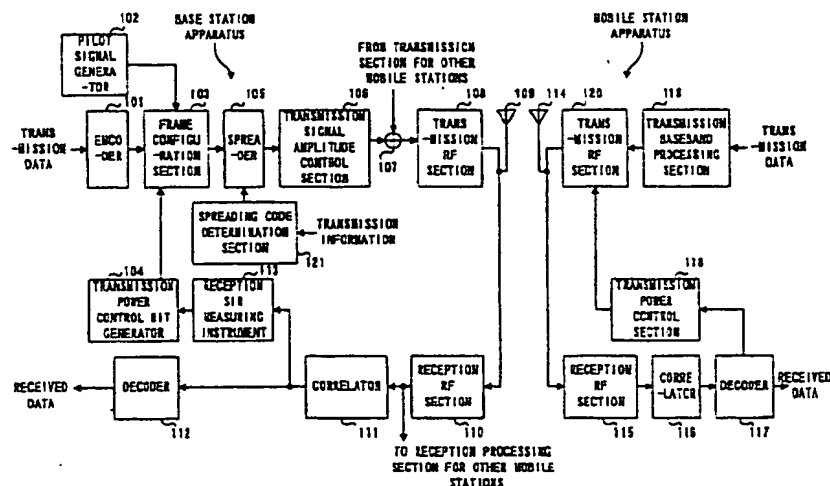 102
BASE STATION
APPARATUS
MOBILE STATION
APPARATUS
PILOT
SIGNAL
GENERA
-TOR
FROM TRANSMISSION
SECTION FOR OTHER
MOBILE STATIONS
101
103
105
106
108
109
114
120
TRANS
-MISSION
DATA
ENCO
-DER
FRAME
CONFIGU
-RATION
SECTION
SPREA
-DER
TRANSMISSION
SIGNAL
AMPLITUDE
CONTROL
SECTION
107
TRANS
-MISSION
RF
SECTION
TRANS
-MISSION
RF
SECTION
TRANSMISSION
BASEBAND
PROCESSING
SECTION
TRANS
-MISSION
DATA
SPREADING CODE
DETERMINATION
SECTION
TRANSMISSION
INFORMATION
121
104
113
TRANSMISSION
POWER
CONTROL BIT
GENERATOR
RECEPTION
SIR
MEASURING
INSTRUMENT
118
TRANSMISSION
POWER
CONTROL
SECTION
RECEIVED
DATA
DECODER
CORRELATOR
RECEPTION
RF
SECTION
RECEPTION
RF
SECTION
CORRE
-LATOR
DECODER
RECEIVED
DATA
112
111
110
115
116
117
TO RECEPTION PROCESSING
SECTION FOR OTHER MOBILE
STATIONS